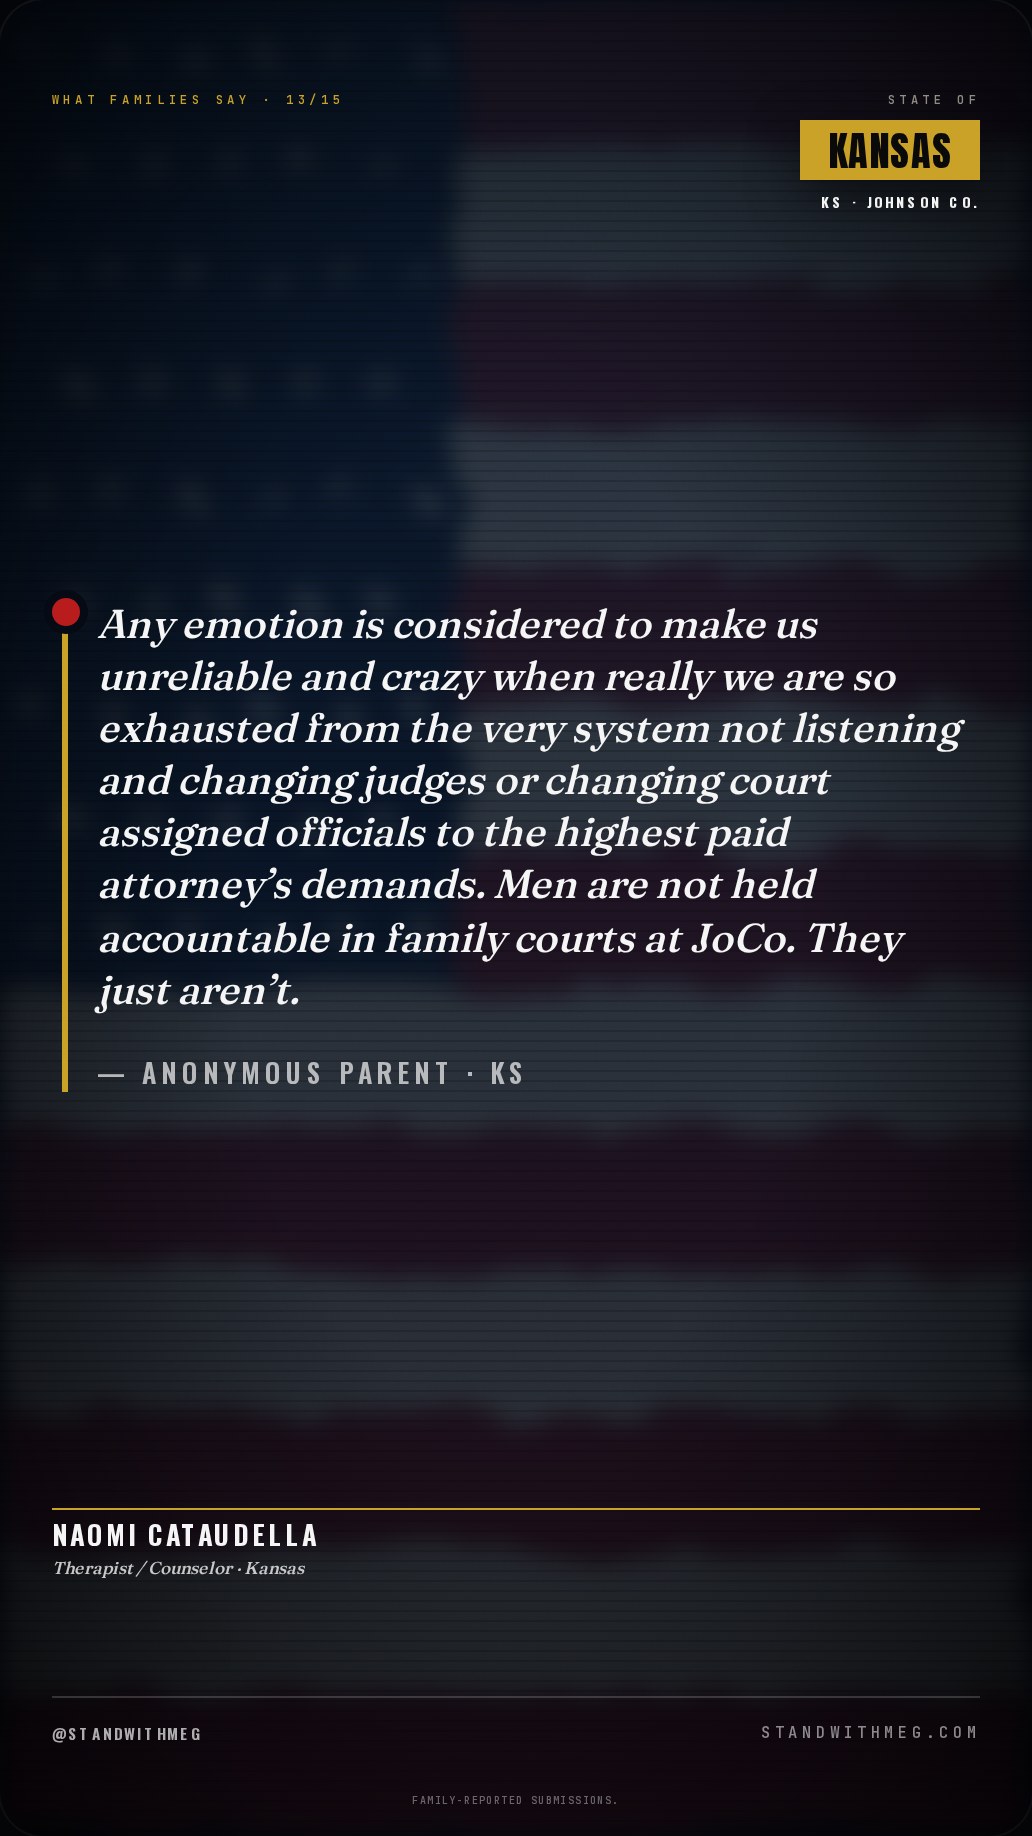 WHAT FAMILIES SAY · 13/15
STATE OF
KANSAS
KS · JOHNSON CO.
Any emotion is considered to make us
unreliable and crazy when really we are so
exhausted from the very system not listening
and changing judges or changing court
assigned officials to the highest paid
attorney’s demands. Men are not held
accountable in family courts at JoCo. They
just aren’t.
— ANONYMOUS PARENT · KS
NAOMI CATAUDELLA
Therapist / Counselor · Kansas
@STANDWITHMEG
STANDWITHMEG.COM
FAMILY-REPORTED SUBMISSIONS.